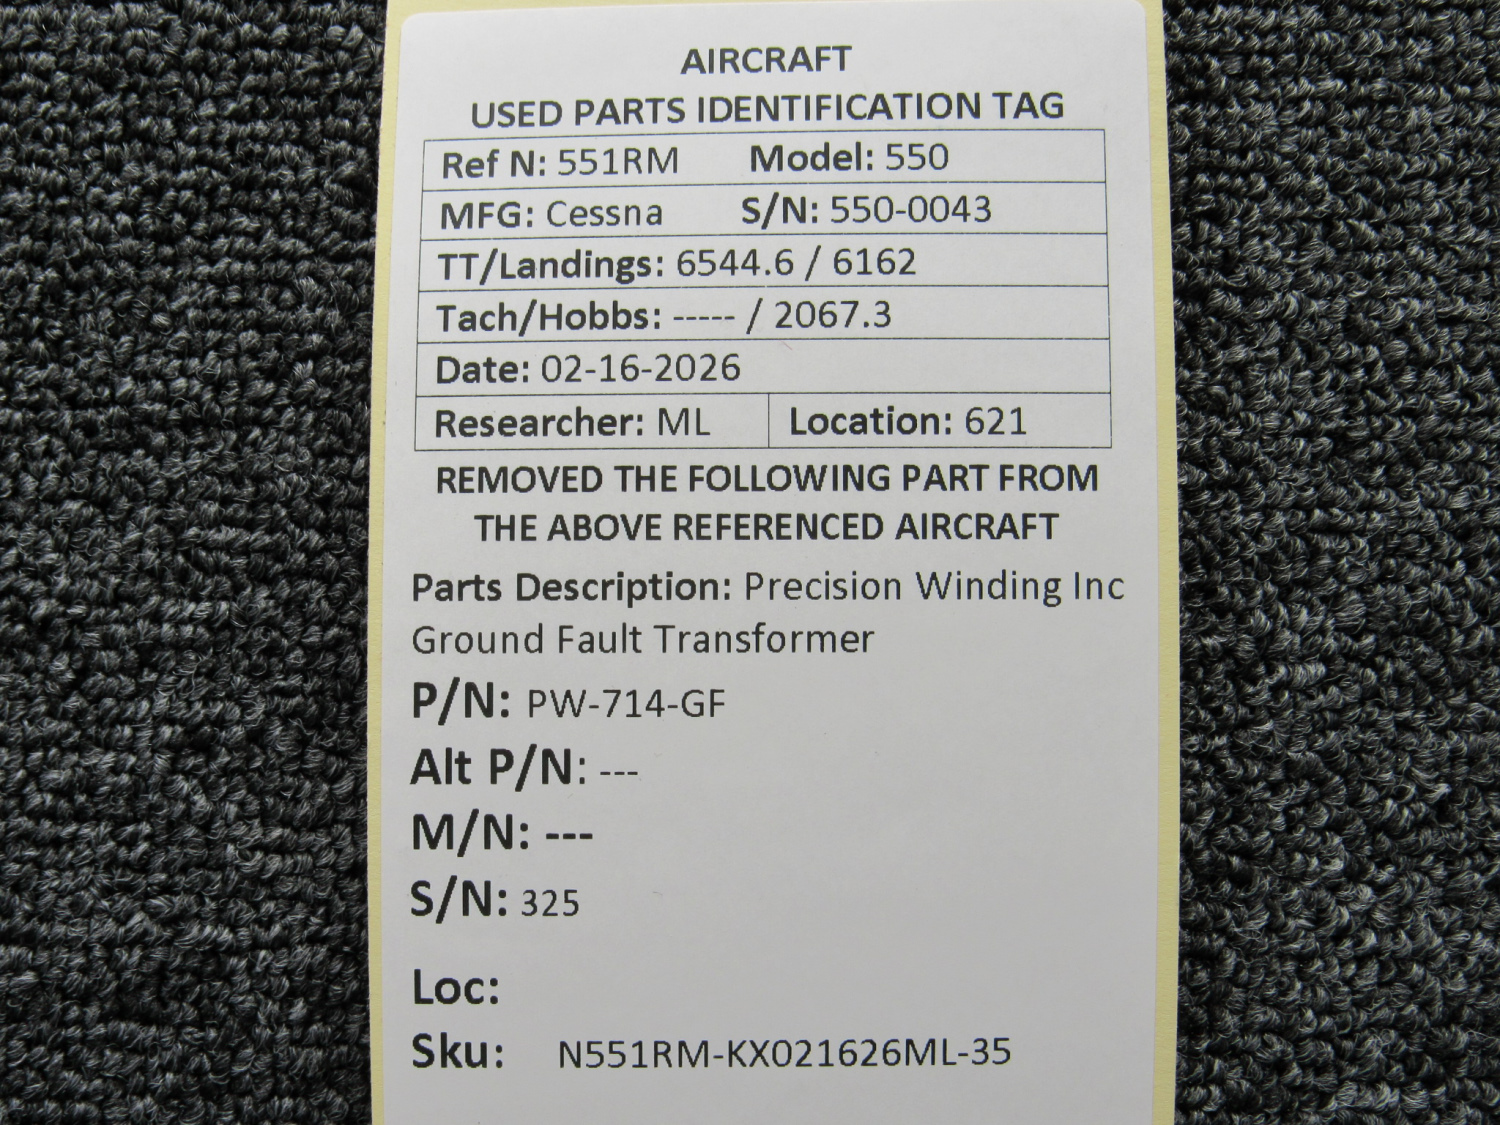 AIRCRAFT
USED PARTS IDENTIFICATION TAG
Ref N: 551RM Model: 550
MFG: Cessna S/N: 550-0043
TT/Landings: 6544.6 / 6162
Tach/Hobbs: ----- / 2067.3
Date: 02-16-2026
Researcher: ML Location: 621
REMOVED THE FOLLOWING PART FROM
THE ABOVE REFERENCED AIRCRAFT
Parts Description: Precision Winding Inc
Ground Fault Transformer
P/N: PW-714-GF
Alt P/N: ---
M/N: ---
S/N: 325
Loc:
Sku: N551RM-KX021626ML-35